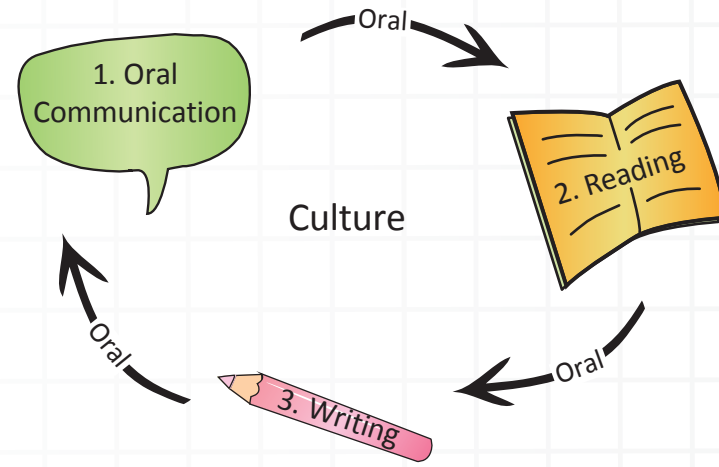 Oral
1. Oral
Communication
2. Reading
Culture
Oral
Oral
3. Writing